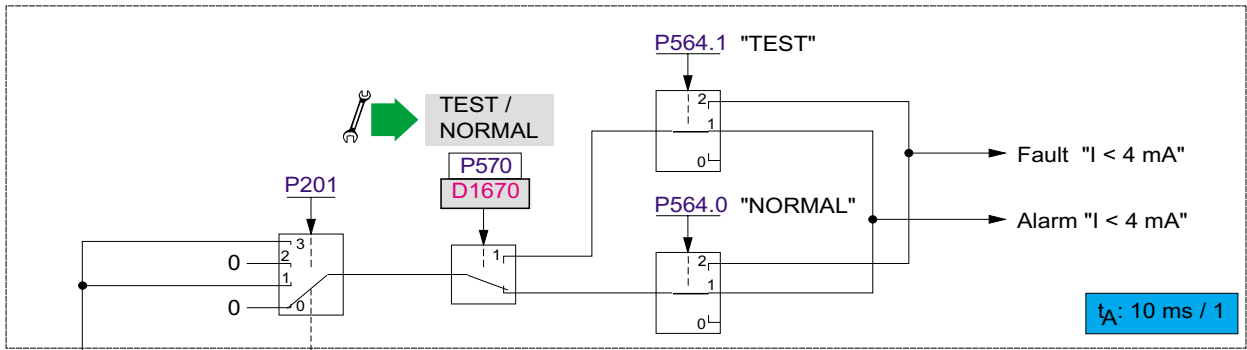 P564.1 "TEST"
2
1
0
TEST /
NORMAL
P570
D1670
1
P201
3
2
1
0
0
0
P564.0 "NORMAL"
2
1
0
Fault "I < 4 mA"
Alarm "I < 4 mA"
tA: 10 ms / 1